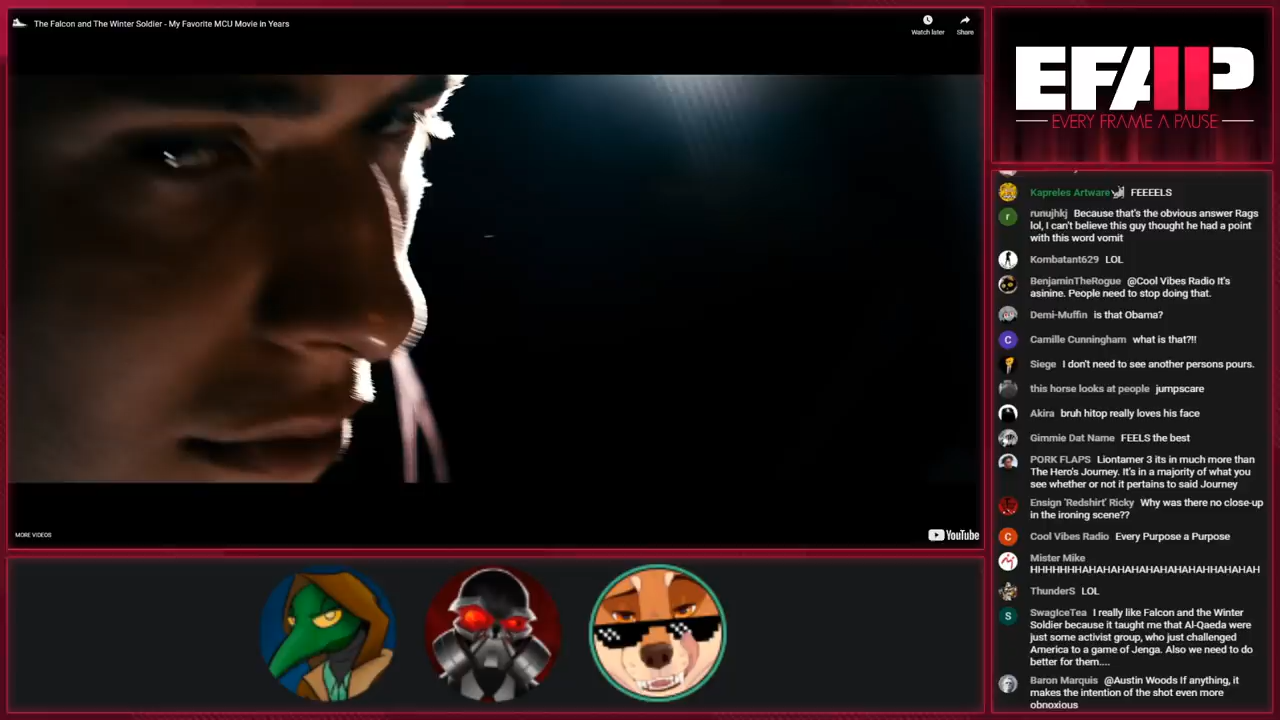 The Falcon and The Winter Soldier - My Favorite MCU Movie in Years
Watch later
Share
MORE VIDEOS
YouTube
EFAP
EVERY FRAME A PAUSE
Kapreles Artware FEEEELS
runujhkj Because that's the obvious answer Rags
lol, I can't believe this guy thought he had a point
with this word vomit
Kombatant629 LOL
BenjaminTheRogue @Cool Vibes Radio It's
asinine. People need to stop doing that.
Demi-Muffin is that Obama?
Camille Cunningham what is that?!!
Siege I don't need to see another persons pours.
this horse looks at people jumpscare
Akira bruh hitop really loves his face
Gimmie Dat Name FEELS the best
PORK FLAPS Liontamer 3 its in much more than
The Hero's Journey. It's in a majority of what you
see whether or not it pertains to said Journey
Ensign 'Redshirt' Ricky Why was there no close-up
in the ironing scene??
Cool Vibes Radio Every Purpose a Purpose
Mister Mike
HHHHHHHAHAHAHAHAHAHAHAHAHHAHAHAH
ThunderS LOL
SwagIceTea I really like Falcon and the Winter
Soldier because it taught me that Al-Qaeda were
just some activist group, who just challenged
America to a game of Jenga. Also we need to do
better for them....
Baron Marquis @Austin Woods If anything, it
makes the intention of the shot even more
obnoxious